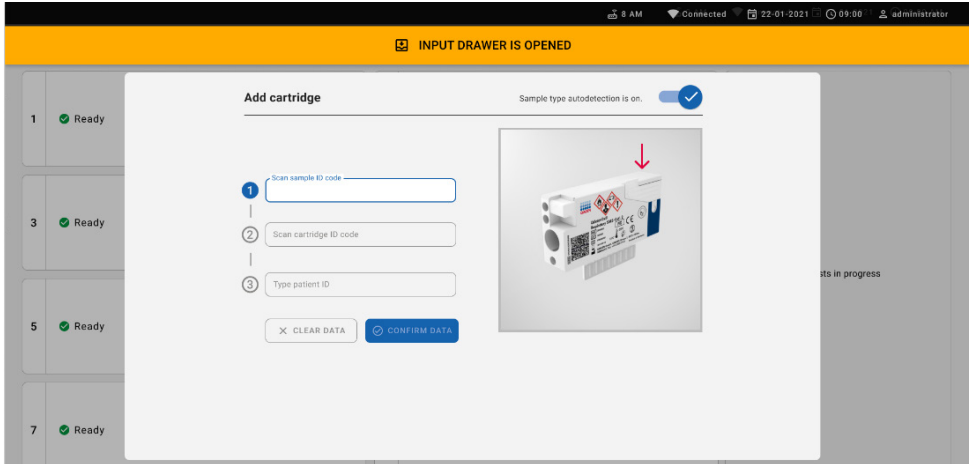 8 AM Connected 22-01-2021 09:00 administrator
INPUT DRAWER IS OPENED
Add cartridge
Sample type autodetection is on.
1 Ready
Scan sample ID code
1
3 Ready
2 Scan cartridge ID code
sts in progress
3 Type patient ID
5 Ready
CLEAR DATA CONFIRM DATA
7 Ready